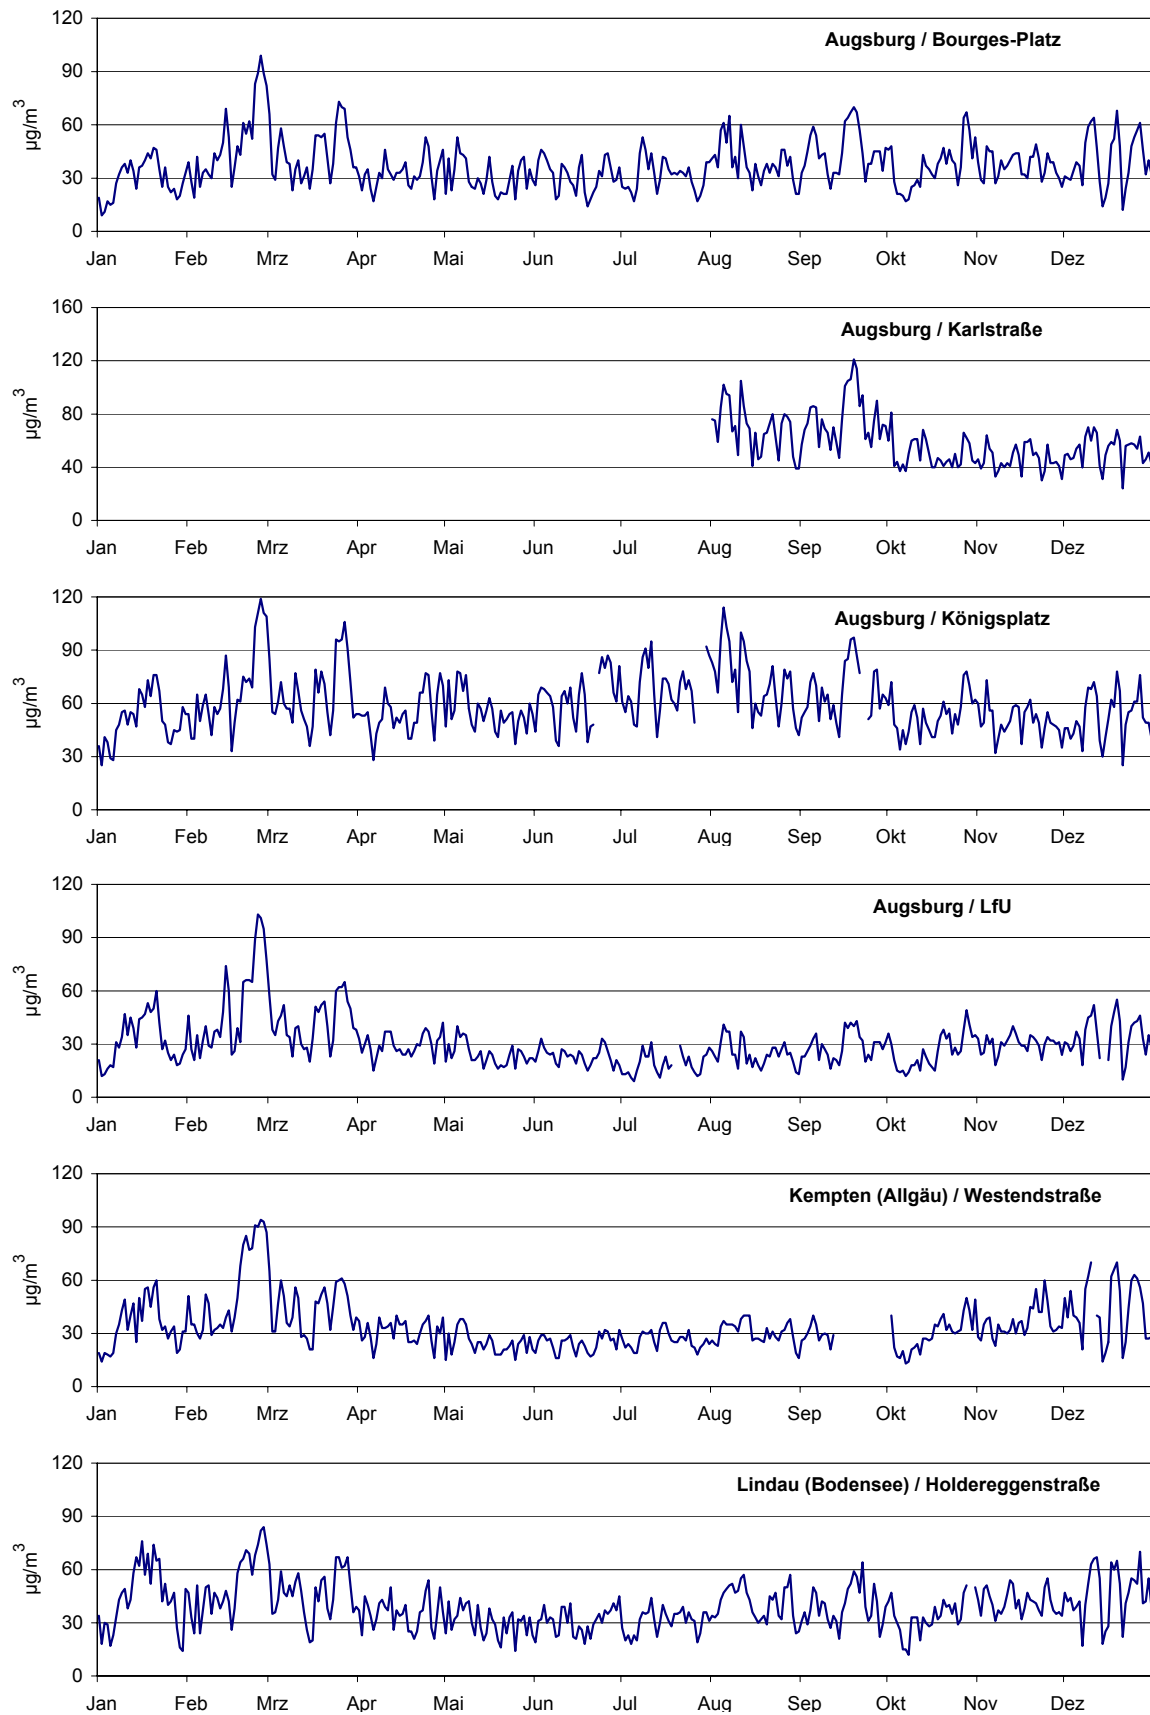 120
Augsburg / Bourges-Platz
90
60
30
0
µg/m³
Jan Feb Mrz Apr Mai Jun Jul Aug Sep Okt Nov Dez
160
Augsburg / Karlstraße
120
80
40
0
µg/m³
Jan Feb Mrz Apr Mai Jun Jul Aug Sep Okt Nov Dez
120
Augsburg / Königsplatz
90
60
30
0
µg/m³
Jan Feb Mrz Apr Mai Jun Jul Aug Sep Okt Nov Dez
120
Augsburg / LfU
90
60
30
0
µg/m³
Jan Feb Mrz Apr Mai Jun Jul Aug Sep Okt Nov Dez
120
Kempten (Allgäu) / Westendstraße
90
60
30
0
µg/m³
Jan Feb Mrz Apr Mai Jun Jul Aug Sep Okt Nov Dez
120
Lindau (Bodensee) / Holdereggenstraße
90
60
30
0
µg/m³
Jan Feb Mrz Apr Mai Jun Jul Aug Sep Okt Nov Dez